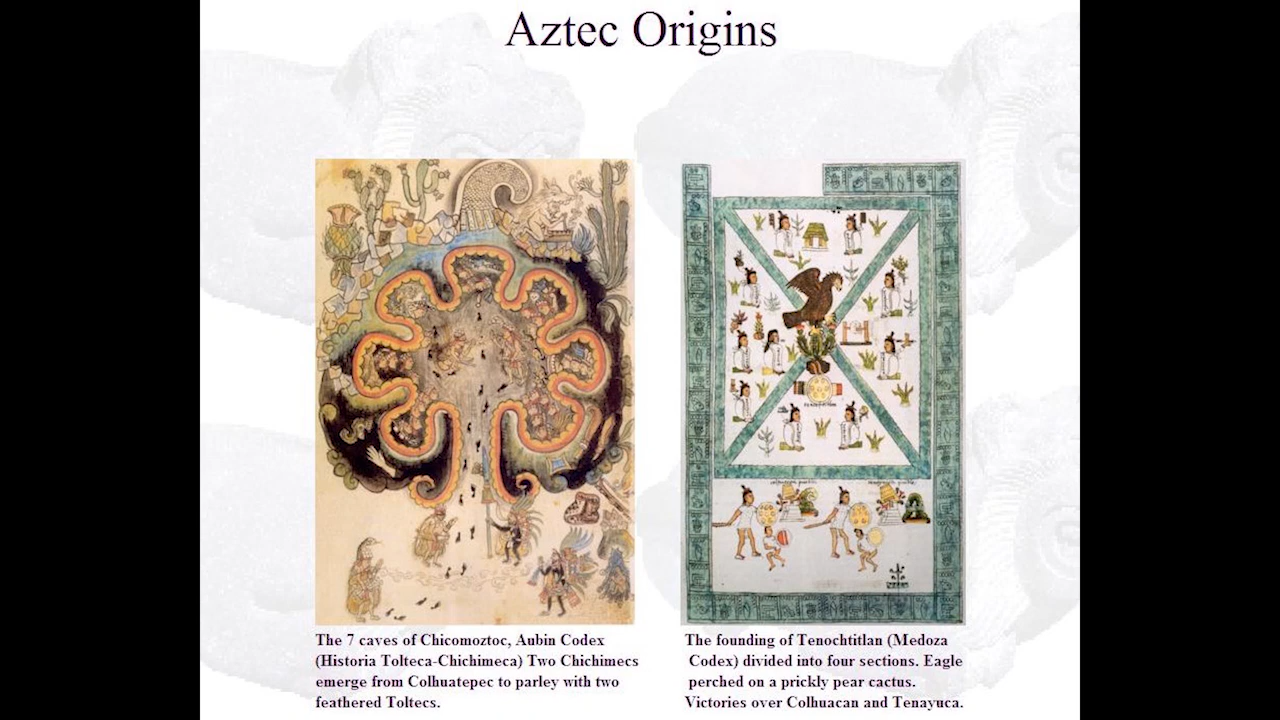 Aztec Origins
The 7 caves of Chicomoztoc, Aubin Codex
(Historia Tolteca-Chichimeca) Two Chichimecs
emerge from Colhuatepec to parley with two
feathered Toltecs.
The founding of Tenochtitlan (Medoza
Codex) divided into four sections. Eagle
perched on a prickly pear cactus.
Victories over Colhuacan and Tenayuca.